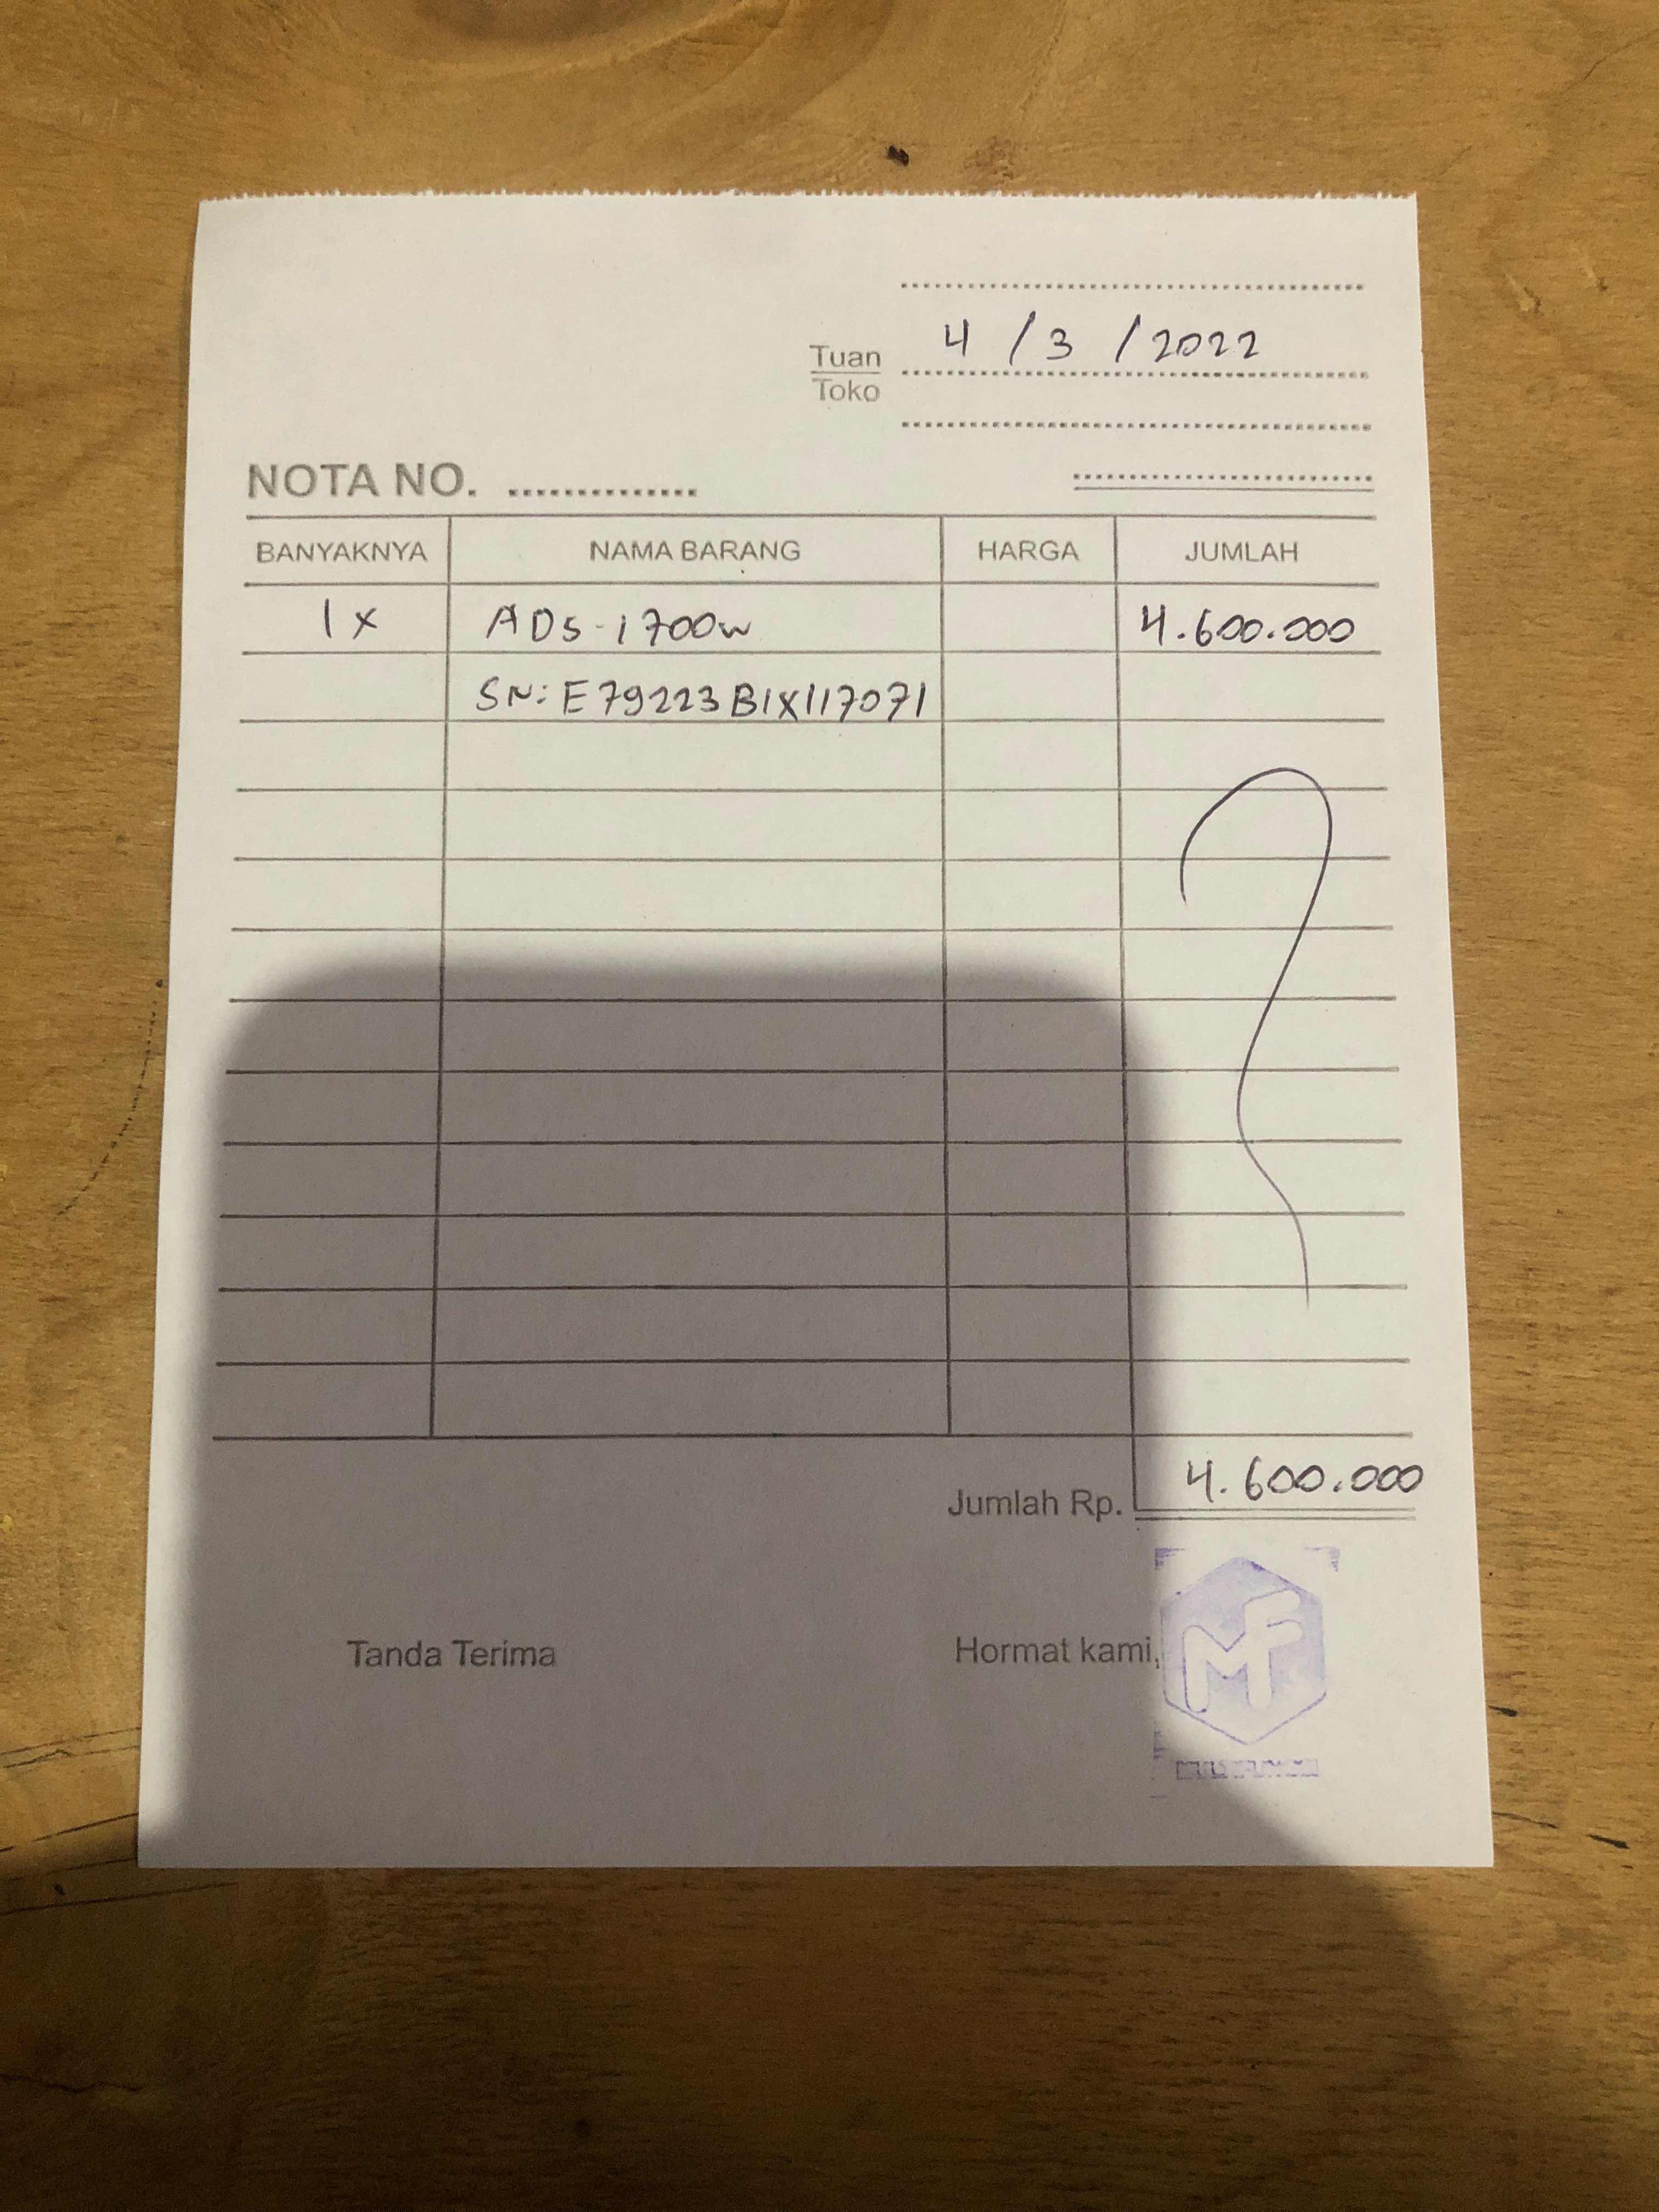 4 / 3 / 2022
Tuan
Toko
NOTA NO.
BANYAKNYA NAMA BARANG HARGA JUMLAH
1x ADS-1700w 4.600.000
SN: E79223B1X117071
Jumlah Rp. 4.600.000
Tanda Terima Hormat kami,
MF